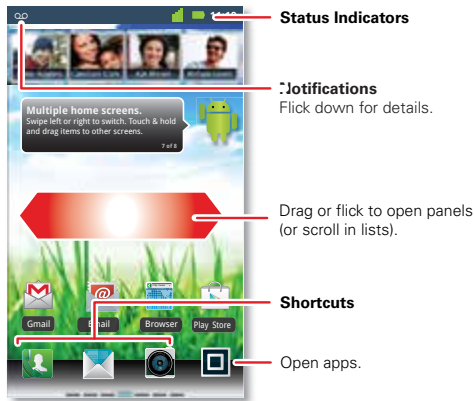 Status Indicators
Notifications
Flick down for details.
Multiple home screens.
Swipe left or right to switch. Touch & hold
and drag items to other screens.
7 of 8
Drag or flick to open panels
(or scroll in lists).
Gmail
Email
Browser
Play Store
Shortcuts
Open apps.